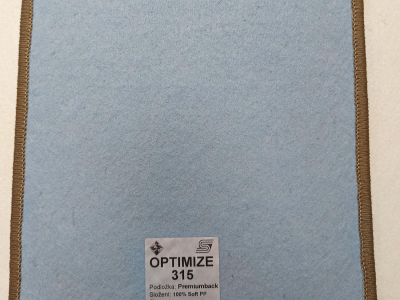 OPTIMIZE
315
Podložka: Premiumback
Složení: 100% Soft PP